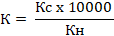 К = Кс х 10000 / Кн